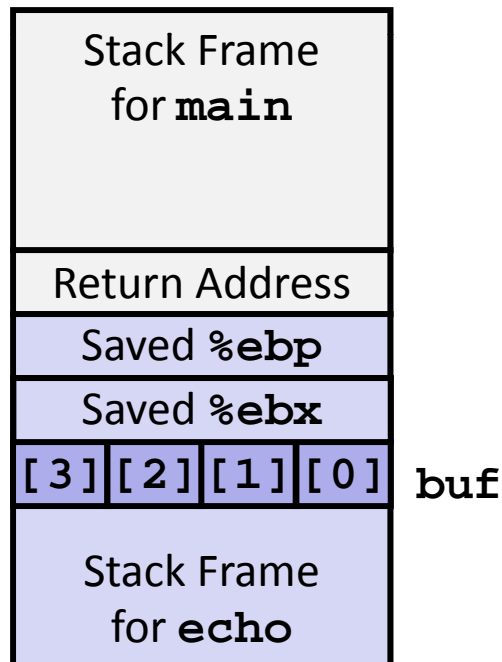 Stack Frame
for main
Return Address
Saved %ebp
Saved %ebx
[3][2][1][0] buf
Stack Frame
for echo